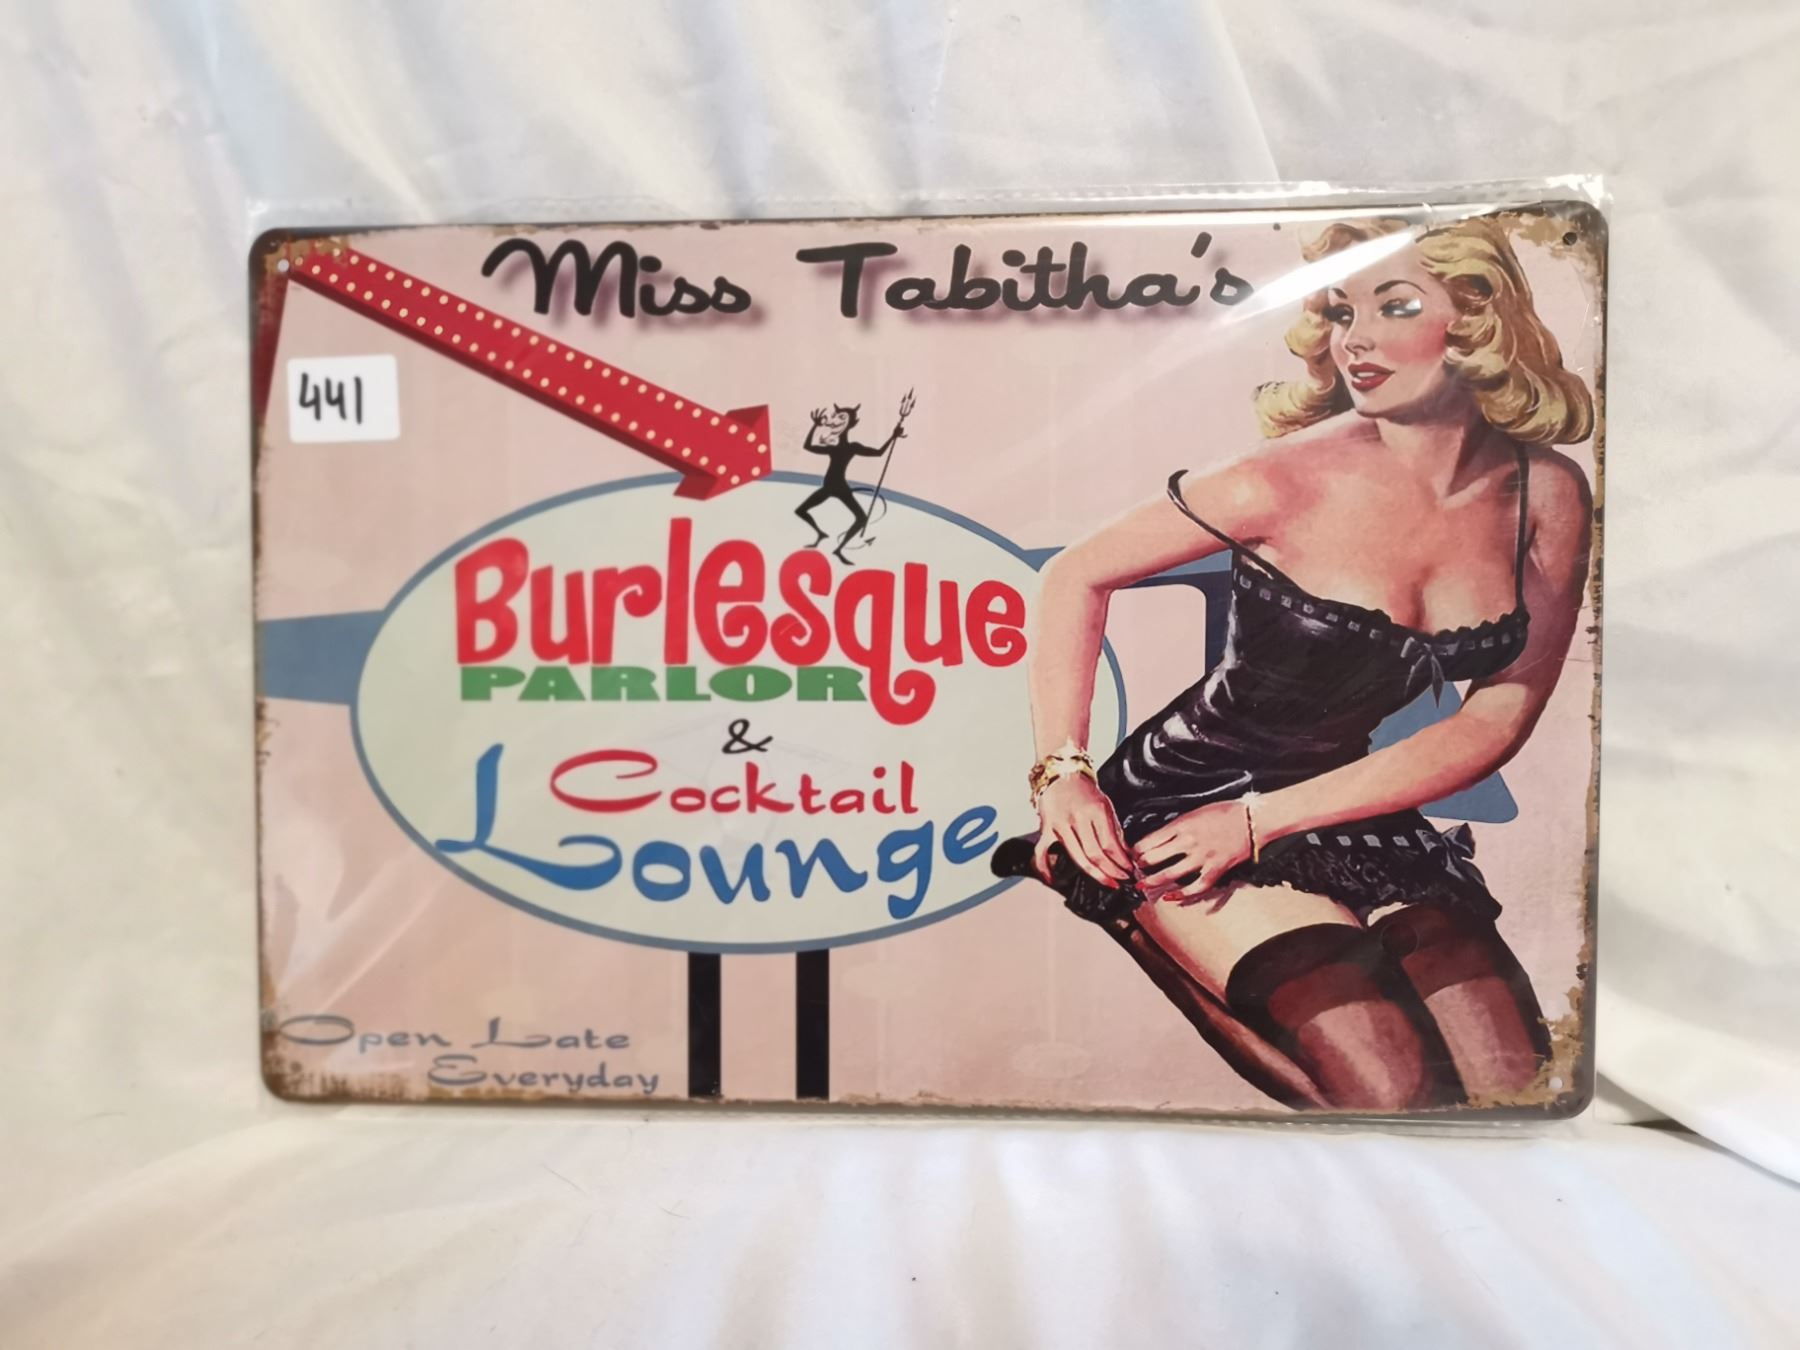 Miss Tabitha's
441
Burlesque
PARLOR
&
Cocktail
Lounge
Open Late
Everyday